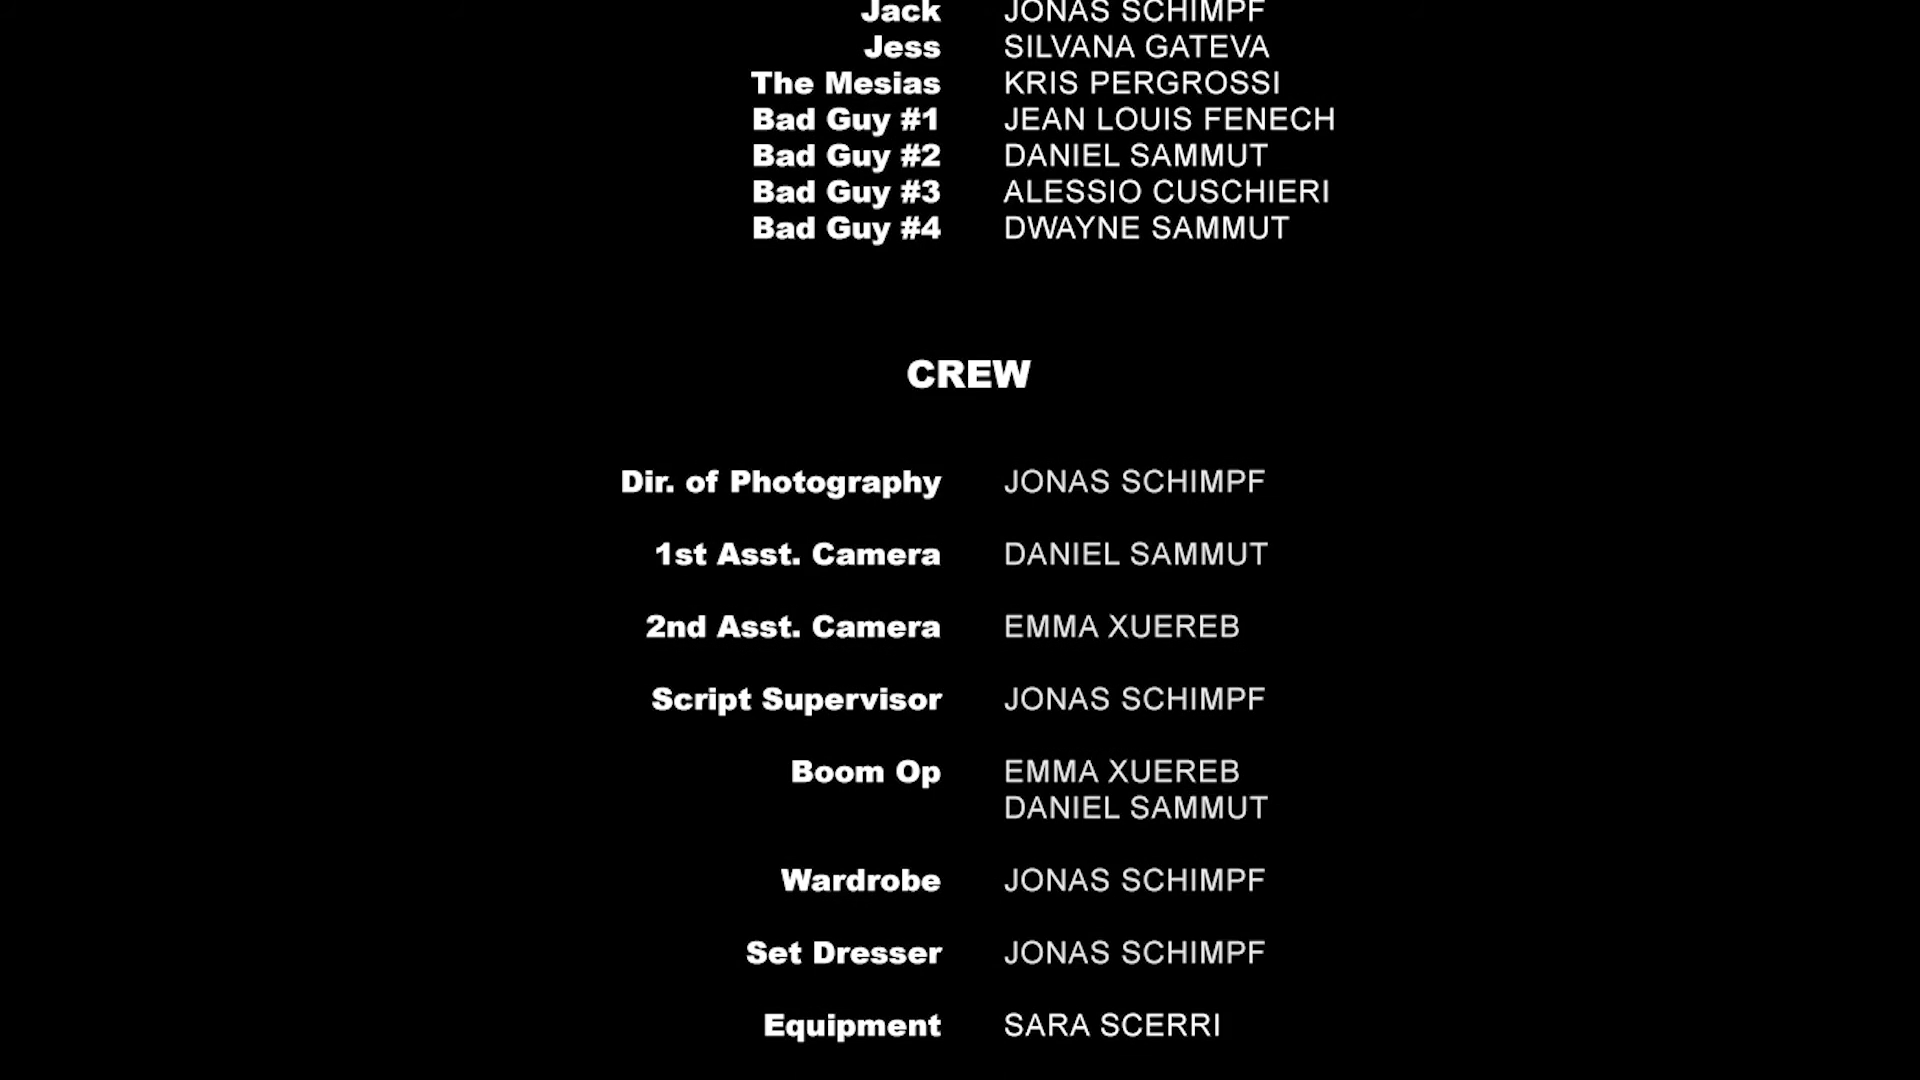 Jack JONAS SCHIMPF
Jess SILVANA GATEVA
The Mesias KRIS PERGROSSI
Bad Guy #1 JEAN LOUIS FENECH
Bad Guy #2 DANIEL SAMMUT
Bad Guy #3 ALESSIO CUSCHIERI
Bad Guy #4 DWAYNE SAMMUT
CREW
Dir. of Photography JONAS SCHIMPF
1st Asst. Camera DANIEL SAMMUT
2nd Asst. Camera EMMA XUEREB
Script Supervisor JONAS SCHIMPF
Boom Op EMMA XUEREB
DANIEL SAMMUT
Wardrobe JONAS SCHIMPF
Set Dresser JONAS SCHIMPF
Equipment SARA SCERRI